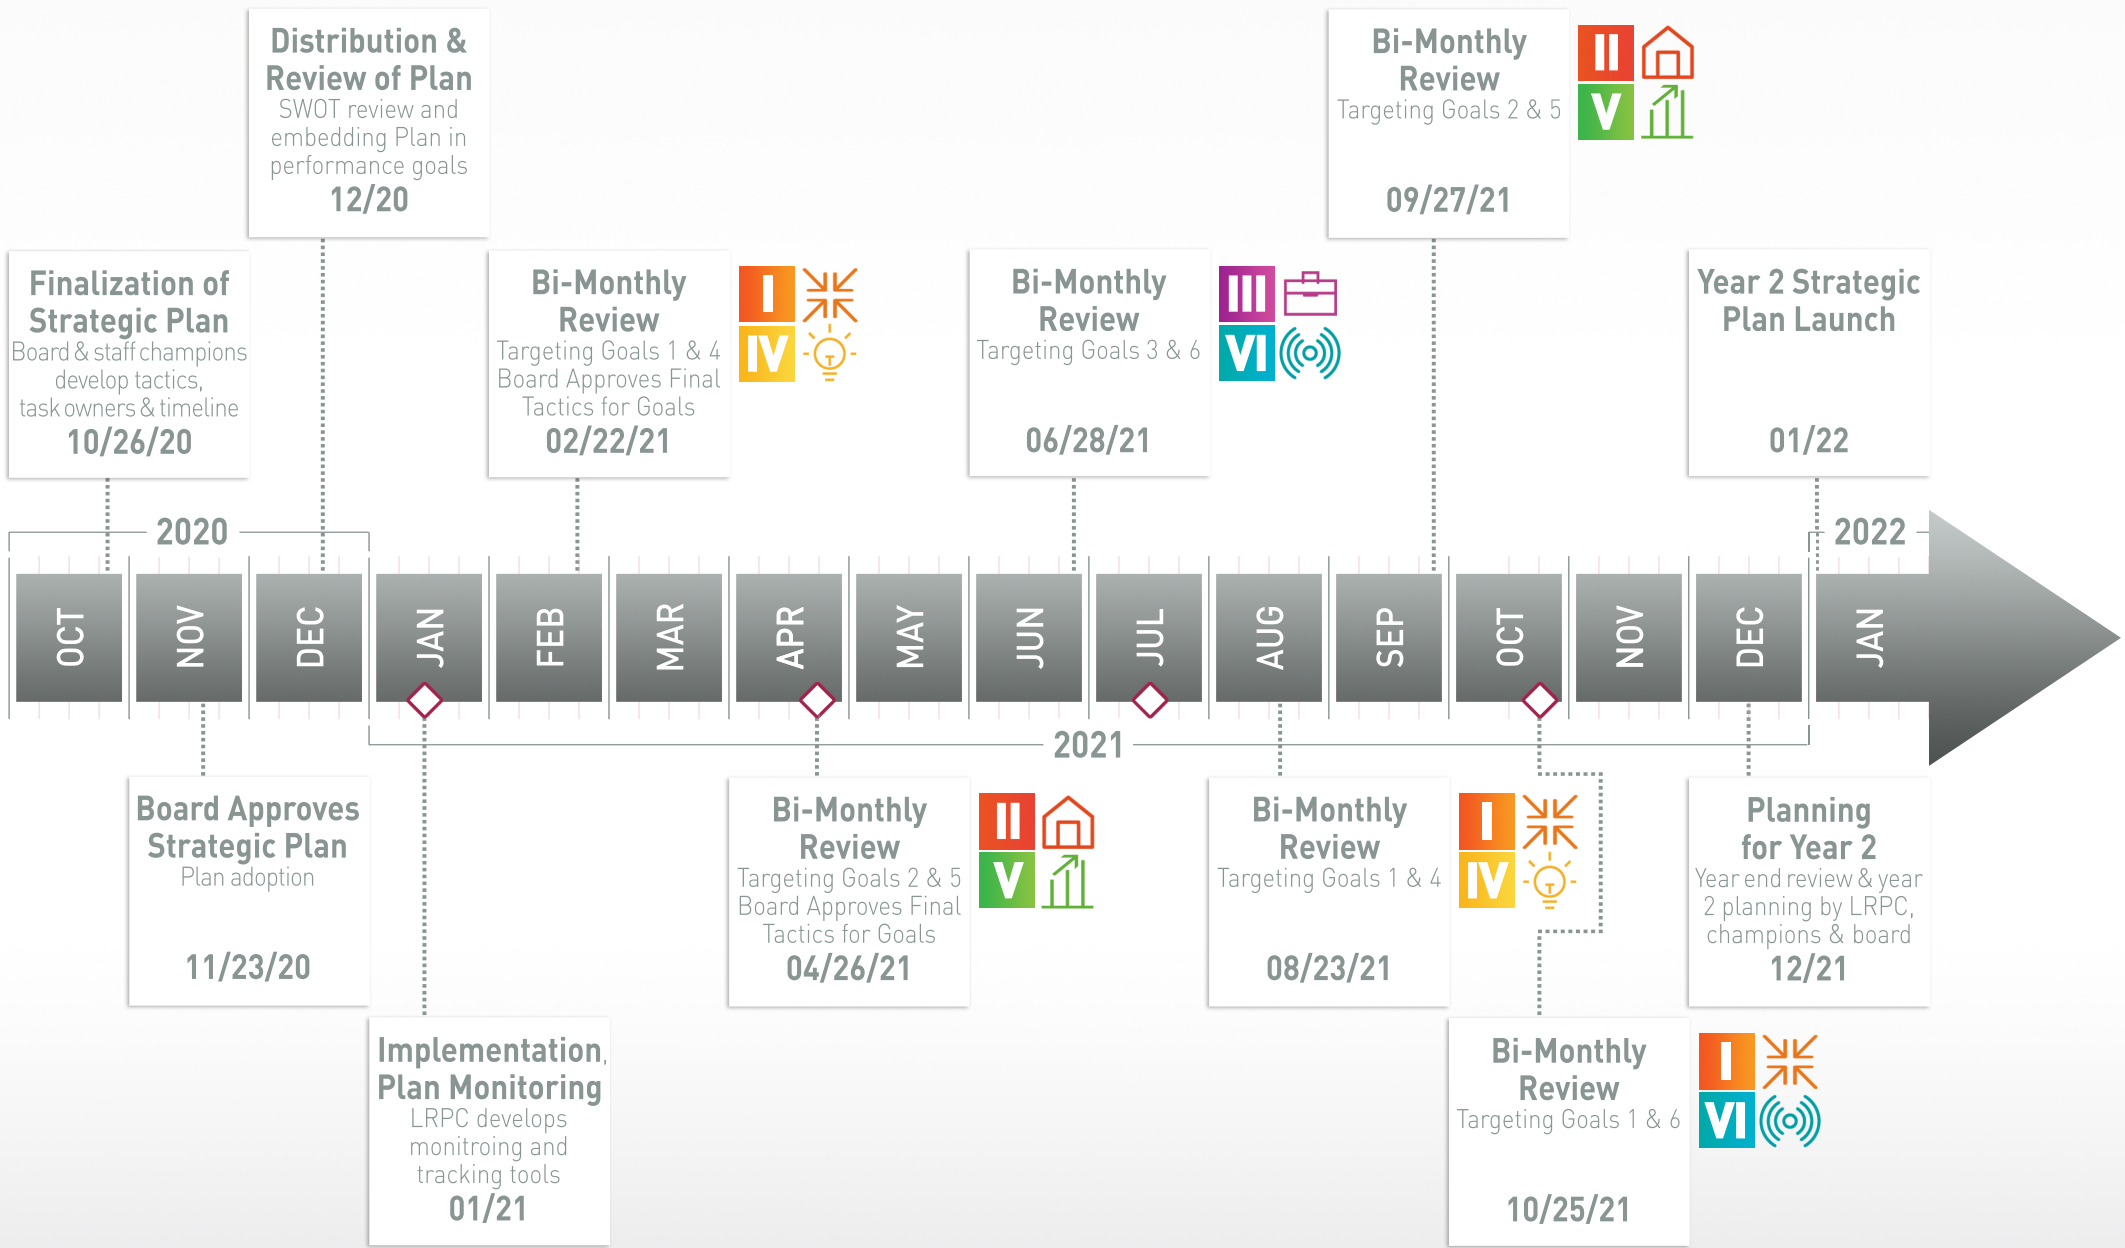 Distribution &
Review of Plan
SWOT review and
embedding Plan in
performance goals
12/20
Bi-Monthly
Review
Targeting Goals 2 & 5
09/27/21
II
V
Finalization of
Strategic Plan
Board & staff champions
develop tactics,
task owners & timeline
10/26/20
Bi-Monthly
Review
Targeting Goals 1 & 4
Board Approves Final
Tactics for Goals
02/22/21
I
IV
Bi-Monthly
Review
Targeting Goals 3 & 6
06/28/21
III
VI
Year 2 Strategic
Plan Launch
01/22
2020
2022
OCT
NOV
DEC
JAN
FEB
MAR
APR
MAY
JUN
JUL
AUG
SEP
OCT
NOV
DEC
JAN
2021
Board Approves
Strategic Plan
Plan adoption
11/23/20
Bi-Monthly
Review
Targeting Goals 2 & 5
Board Approves Final
Tactics for Goals
04/26/21
II
V
Bi-Monthly
Review
Targeting Goals 1 & 4
08/23/21
I
IV
Planning
for Year 2
Year end review & year
2 planning by LRPC,
champions & board
12/21
Implementation,
Plan Monitoring
LRPC develops
monitroing and
tracking tools
01/21
Bi-Monthly
Review
Targeting Goals 1 & 6
10/25/21
I
VI